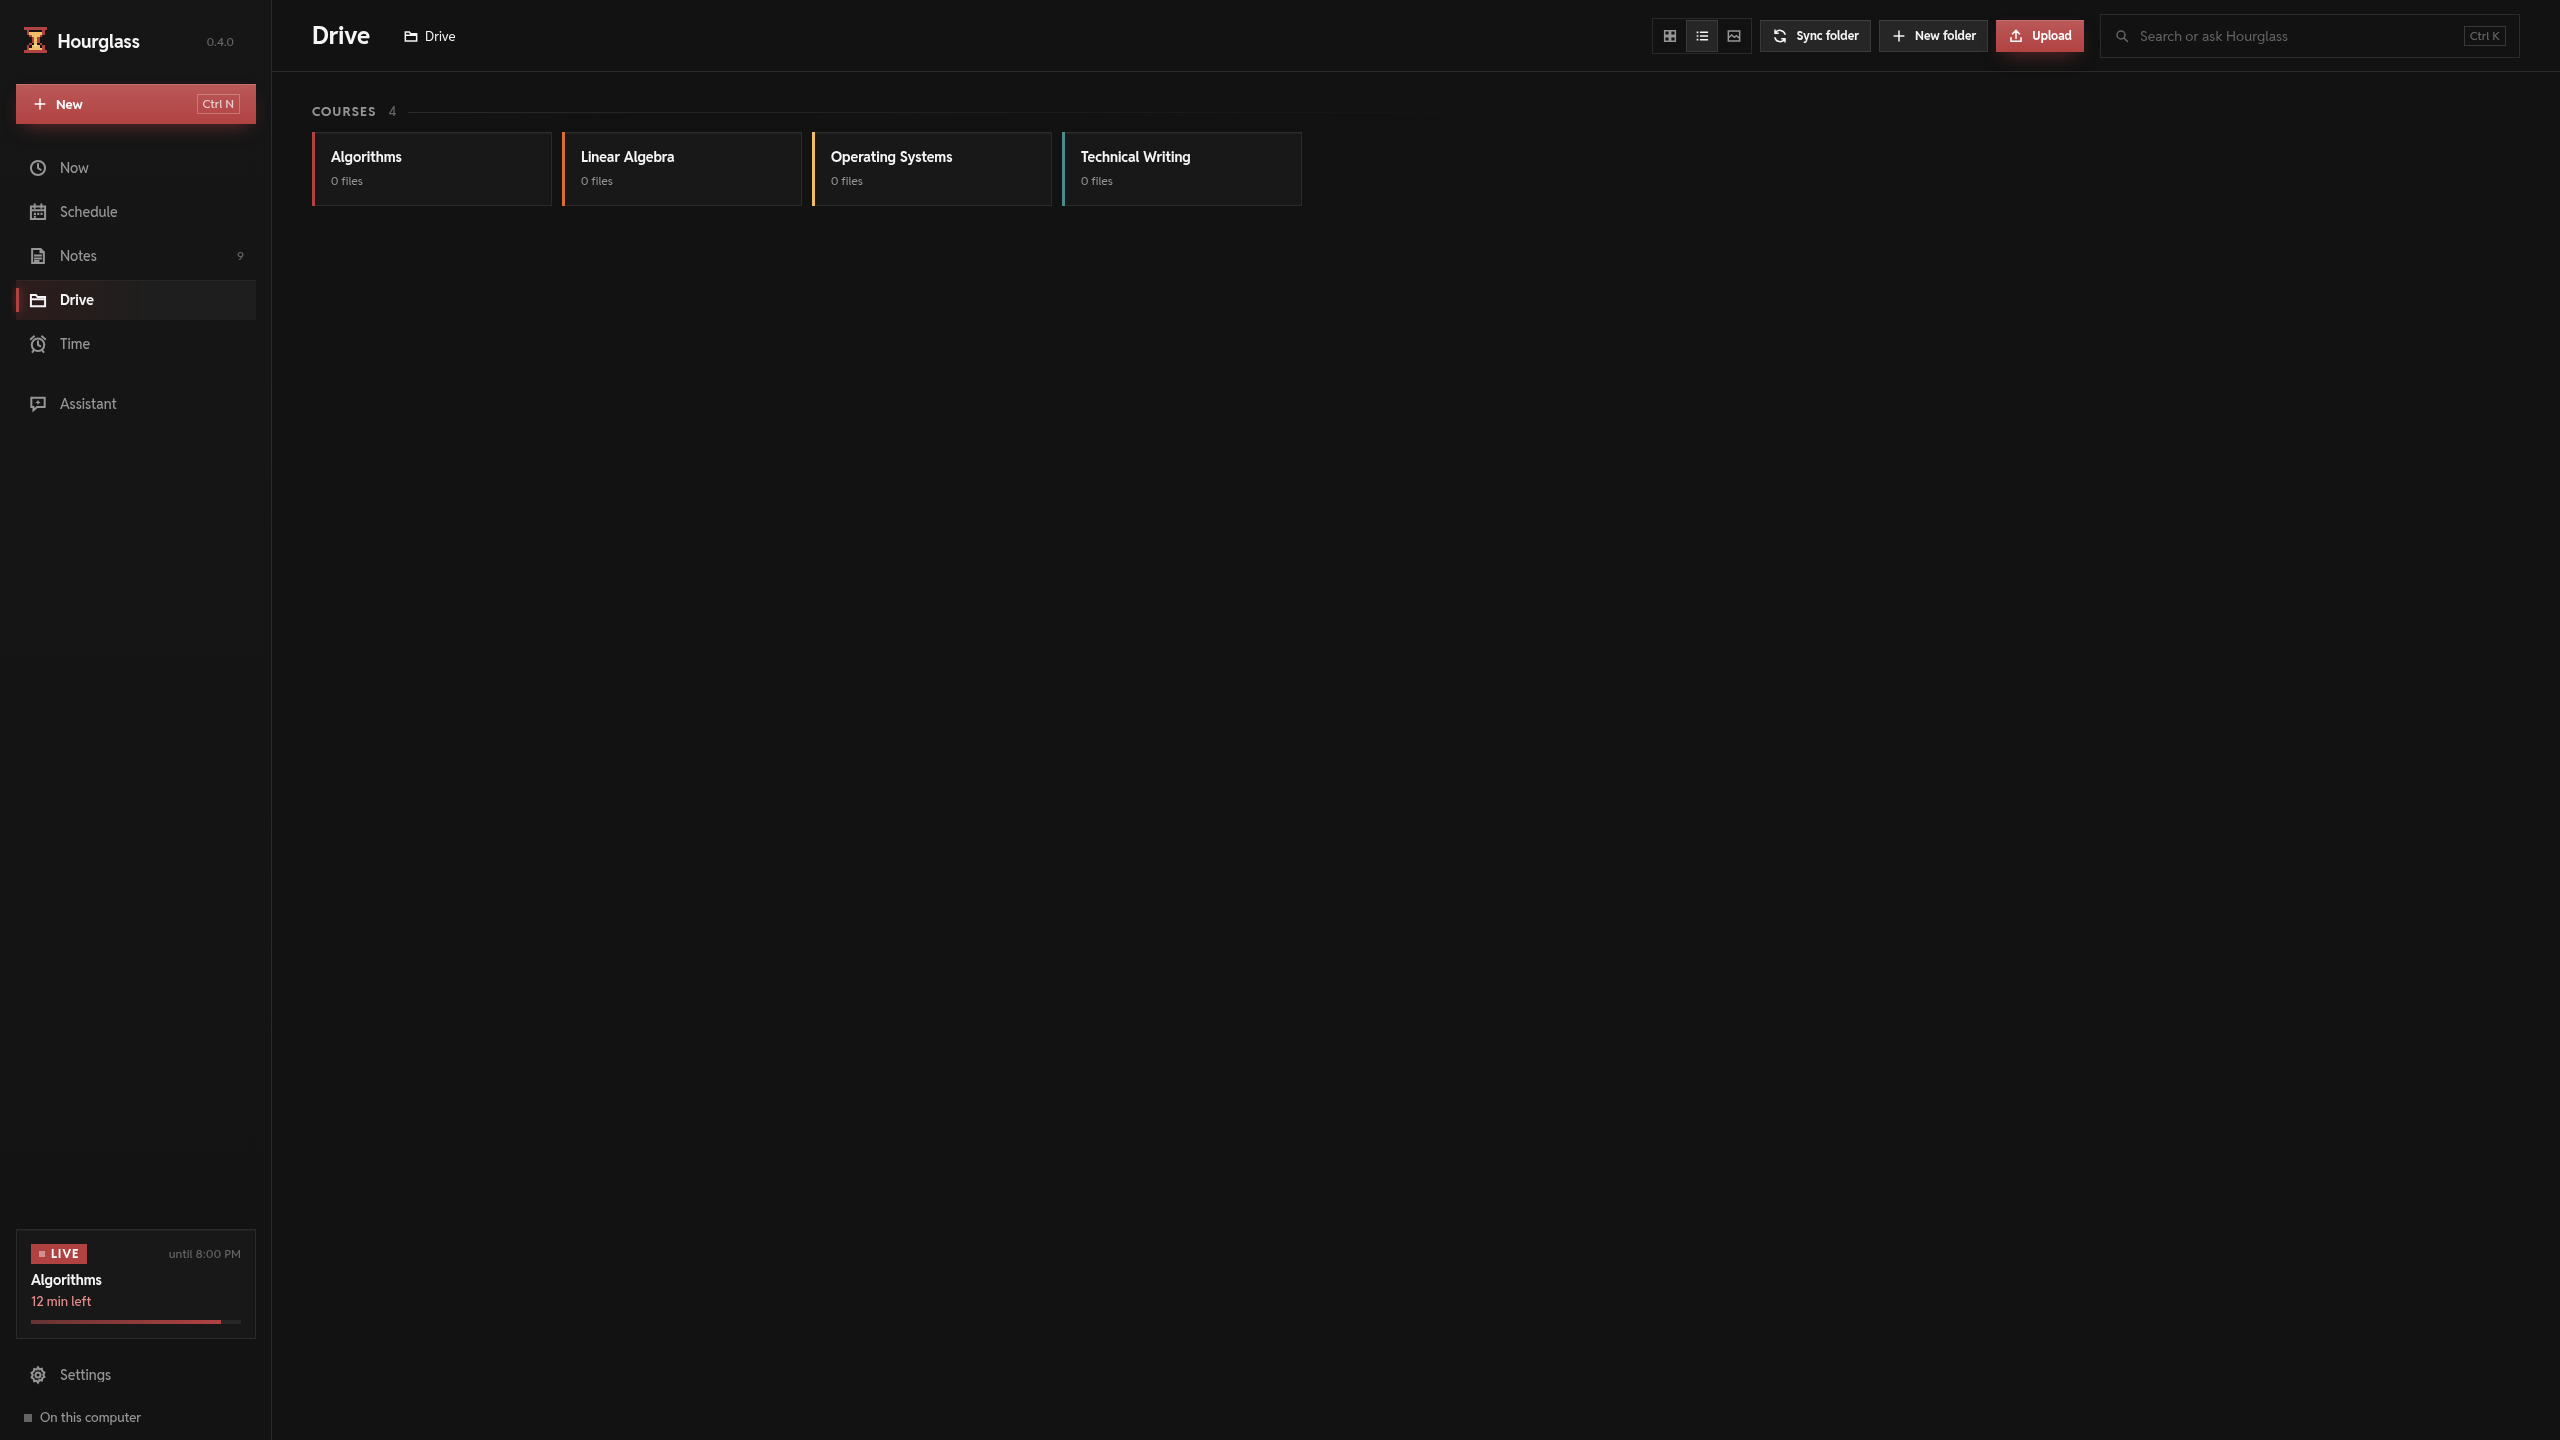 Hourglass 0.4.0
New Ctrl N
Now
Schedule
Notes 9
Drive
Time
Assistant
LIVE until 8:00 PM
Algorithms
12 min left
Settings
On this computer
Drive Drive Sync folder New folder Upload Search or ask Hourglass Ctrl K
COURSES 4
Algorithms
0 files
Linear Algebra
0 files
Operating Systems
0 files
Technical Writing
0 files